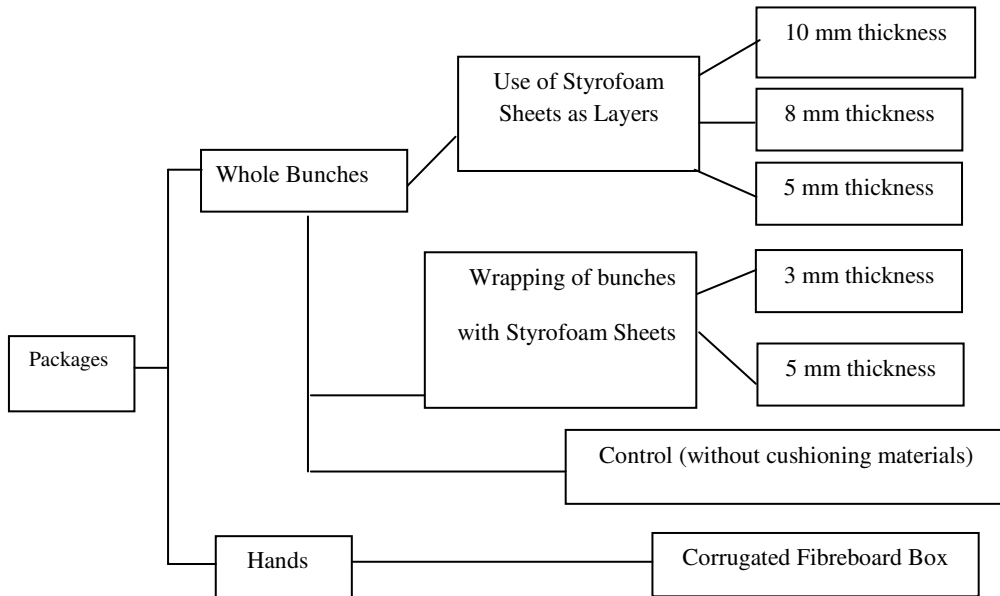 10 mm thickness
Use of Styrofoam
Sheets as Layers
8 mm thickness
Whole Bunches
5 mm thickness
Wrapping of bunches
with Styrofoam Sheets
3 mm thickness
Packages
5 mm thickness
Control (without cushioning materials)
Hands
Corrugated Fibreboard Box